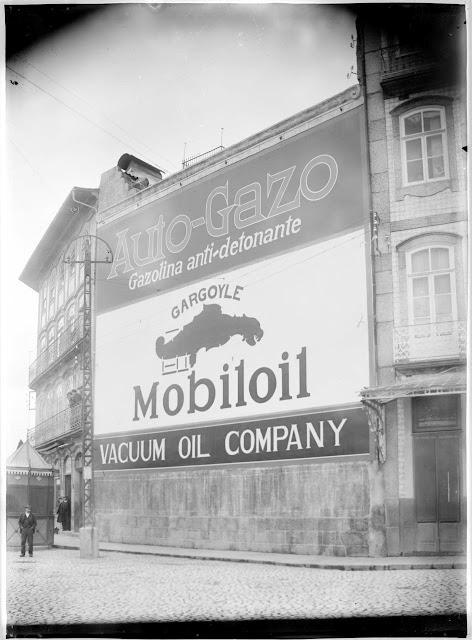 Auto-Gazo
Gazolina anti-detonante
GARGOYLE
Mobiloil
VACUUM OIL COMPANY